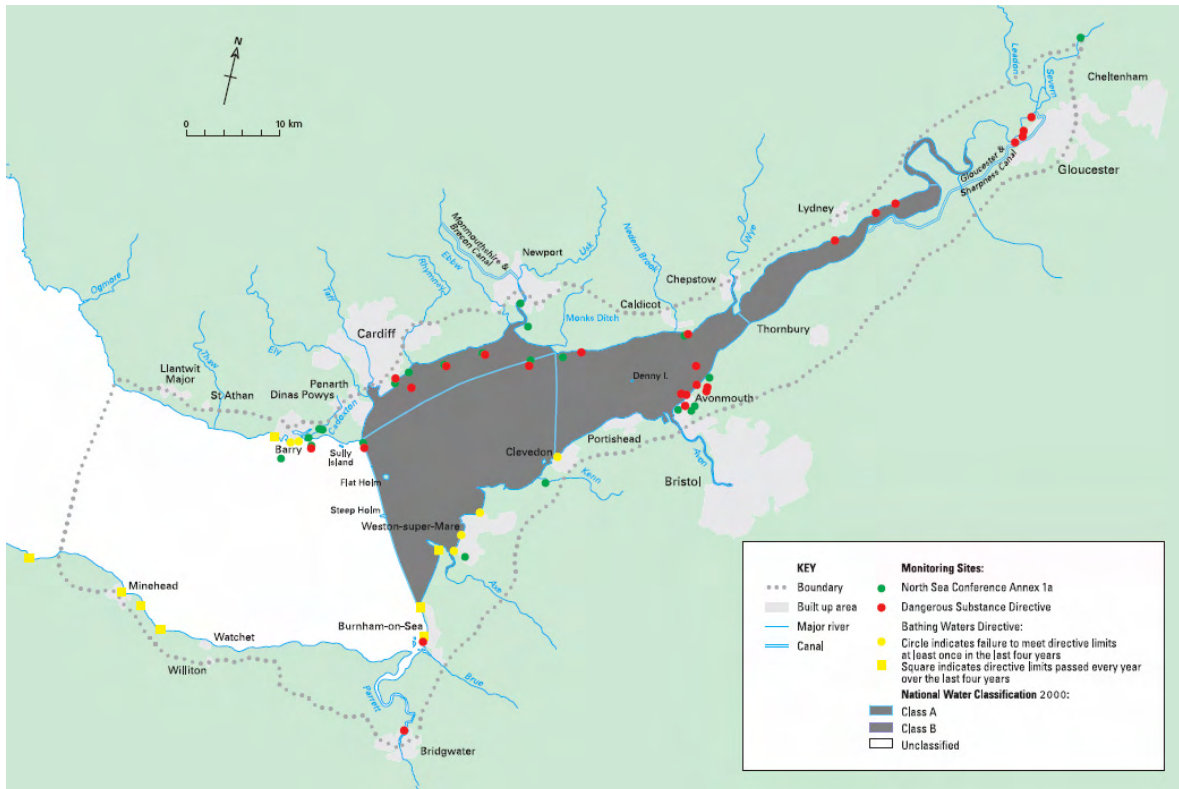 N
0
10 km
Leadon
Severn
Cheltenham
Gloucester &
Sharpness Canal
Gloucester
Lydney
Wye
Monmouthshire &
Brecon Canal
Ebbw
Newport
Usk
Nedern Brook
Chepstow
Caldicot
Rhymney
Taff
Ogmore
Cardiff
Monks Ditch
Thornbury
Ely
Thaw
Llantwit
Major
St Athan
Penarth
Dinas Powys
Cadoxton
Denny I.
Avonmouth
Portishead
Barry
Sully
Island
Clevedon
Avon
Flat Holm
Kenn
Bristol
Steep Holm
Weston-super-Mare
Axe
Minehead
Burnham-on-Sea
Watchet
Williton
Parrett
Brue
Bridgwater
KEY
Boundary
Built up area
Major river
Canal
Monitoring Sites:
North Sea Conference Annex 1a
Dangerous Substance Directive
Bathing Waters Directive:
Circle indicates failure to meet directive limits
at least once in the last four years
Square indicates directive limits passed every year
over the last four years
National Water Classification 2000:
Class A
Class B
Unclassified